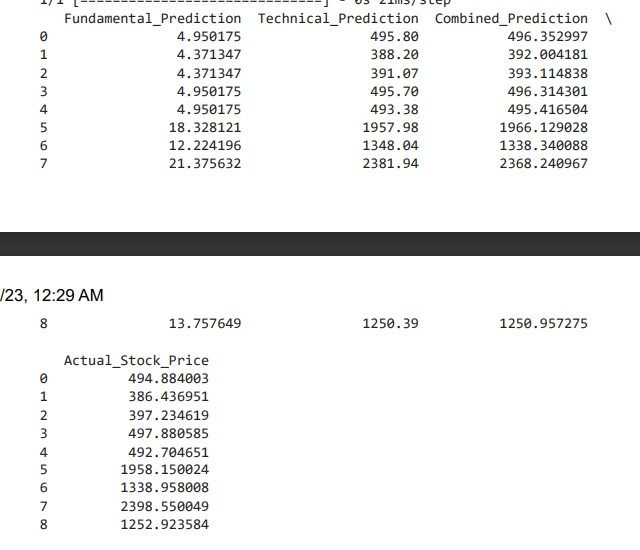 Fundamental_Prediction Technical_Prediction Combined_Prediction \
0 4.950175 495.80 496.352997
1 4.371347 388.20 392.004181
2 4.371347 391.07 393.114838
3 4.950175 495.70 496.314301
4 4.950175 493.38 495.416504
5 18.328121 1957.98 1966.129028
6 12.224196 1348.04 1338.340088
7 21.375632 2381.94 2368.240967
/23, 12:29 AM
8 13.757649 1250.39 1250.957275
Actual_Stock_Price
0 494.884003
1 386.436951
2 397.234619
3 497.880585
4 492.704651
5 1958.150024
6 1338.958008
7 2398.550049
8 1252.923584